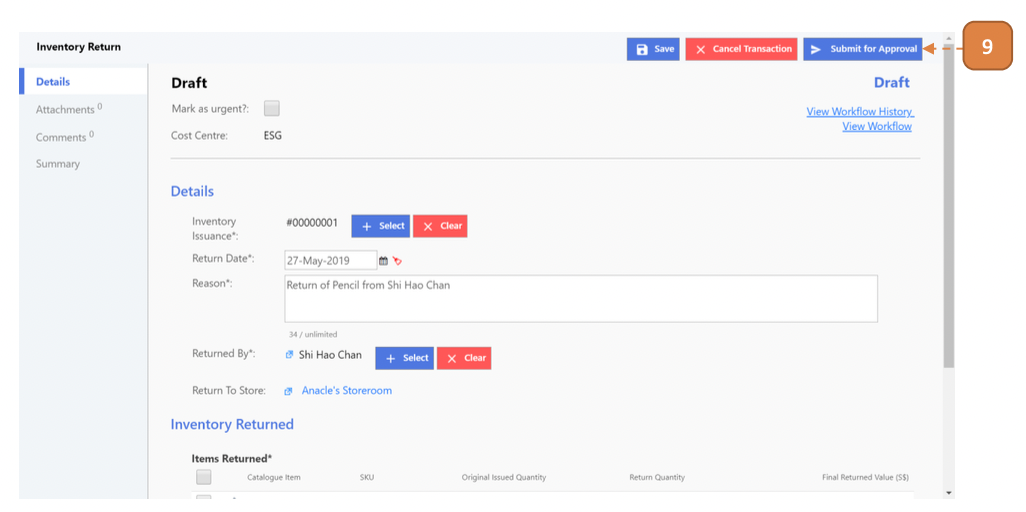 Inventory Return
Save
Cancel Transaction
Submit for Approval
9
Details
Attachments 0
Comments 0
Summary
Draft
Draft
Mark as urgent?:
View Workflow History
Cost Centre: ESG
View Workflow
Details
Inventory
Issuance*:
#00000001
Select
Clear
Return Date*: 27-May-2019
Reason*: Return of Pencil from Shi Hao Chan
34 / unlimited
Returned By*: Shi Hao Chan
Select
Clear
Return To Store: Anacle's Storeroom
Inventory Returned
Items Returned*
Catalogue Item SKU Original Issued Quantity Return Quantity Final Returned Value (S$)